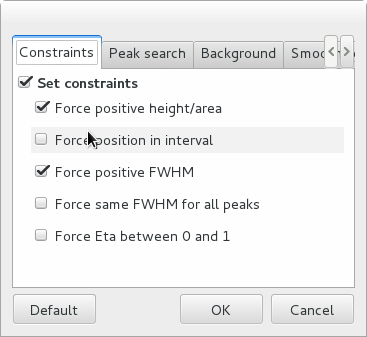 Constraints Peak search Background
Set constraints
Force positive height/area
Force position in interval
Force positive FWHM
Force same FWHM for all peaks
Force Eta between 0 and 1
Default OK Cancel